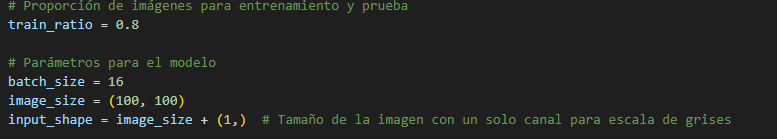 # Proporción de imágenes para entrenamiento y prueba
train_ratio = 0.8
# Parámetros para el modelo
batch_size = 16
image_size = (100, 100)
input_shape = image_size + (1,)  # Tamaño de la imagen con un solo canal para escala de grises